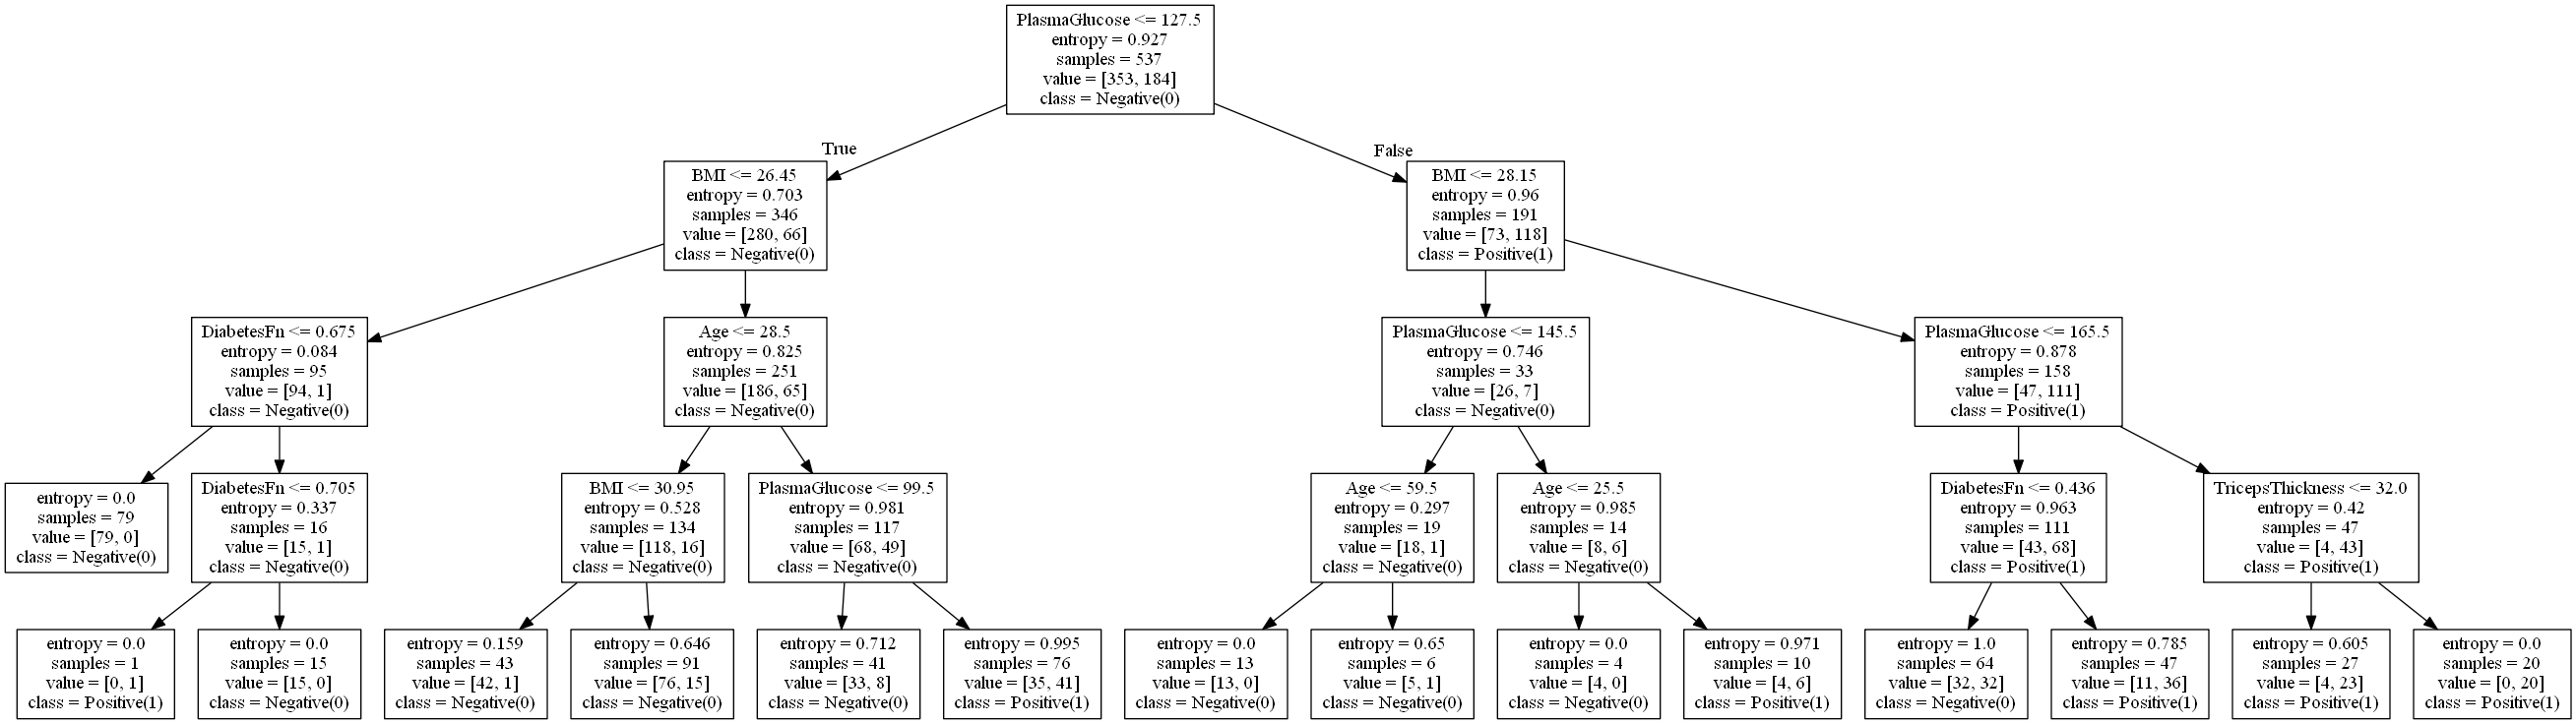 PlasmaGlucose <= 127.5
entropy = 0.927
samples = 537
value = [353, 184]
class = Negative(0)
True
False
BMI <= 26.45
entropy = 0.703
samples = 346
value = [280, 66]
class = Negative(0)
BMI <= 28.15
entropy = 0.96
samples = 191
value = [73, 118]
class = Positive(1)
DiabetesFn <= 0.675
entropy = 0.084
samples = 95
value = [94, 1]
class = Negative(0)
Age <= 28.5
entropy = 0.825
samples = 251
value = [186, 65]
class = Negative(0)
PlasmaGlucose <= 145.5
entropy = 0.746
samples = 33
value = [26, 7]
class = Negative(0)
PlasmaGlucose <= 165.5
entropy = 0.878
samples = 158
value = [47, 111]
class = Positive(1)
entropy = 0.0
samples = 79
value = [79, 0]
class = Negative(0)
DiabetesFn <= 0.705
entropy = 0.337
samples = 16
value = [15, 1]
class = Negative(0)
BMI <= 30.95
entropy = 0.528
samples = 134
value = [118, 16]
class = Negative(0)
PlasmaGlucose <= 99.5
entropy = 0.981
samples = 117
value = [68, 49]
class = Negative(0)
Age <= 59.5
entropy = 0.297
samples = 19
value = [18, 1]
class = Negative(0)
Age <= 25.5
entropy = 0.985
samples = 14
value = [8, 6]
class = Negative(0)
DiabetesFn <= 0.436
entropy = 0.963
samples = 111
value = [43, 68]
class = Positive(1)
TricepsThickness <= 32.0
entropy = 0.42
samples = 47
value = [4, 43]
class = Positive(1)
entropy = 0.0
samples = 1
value = [0, 1]
class = Positive(1)
entropy = 0.0
samples = 15
value = [15, 0]
class = Negative(0)
entropy = 0.159
samples = 43
value = [42, 1]
class = Negative(0)
entropy = 0.646
samples = 91
value = [76, 15]
class = Negative(0)
entropy = 0.712
samples = 41
value = [33, 8]
class = Negative(0)
entropy = 0.995
samples = 76
value = [35, 41]
class = Positive(1)
entropy = 0.0
samples = 13
value = [13, 0]
class = Negative(0)
entropy = 0.65
samples = 6
value = [5, 1]
class = Negative(0)
entropy = 0.0
samples = 4
value = [4, 0]
class = Negative(0)
entropy = 0.971
samples = 10
value = [4, 6]
class = Positive(1)
entropy = 1.0
samples = 64
value = [32, 32]
class = Negative(0)
entropy = 0.785
samples = 47
value = [11, 36]
class = Positive(1)
entropy = 0.605
samples = 27
value = [4, 23]
class = Positive(1)
entropy = 0.0
samples = 20
value = [0, 20]
class = Positive(1)